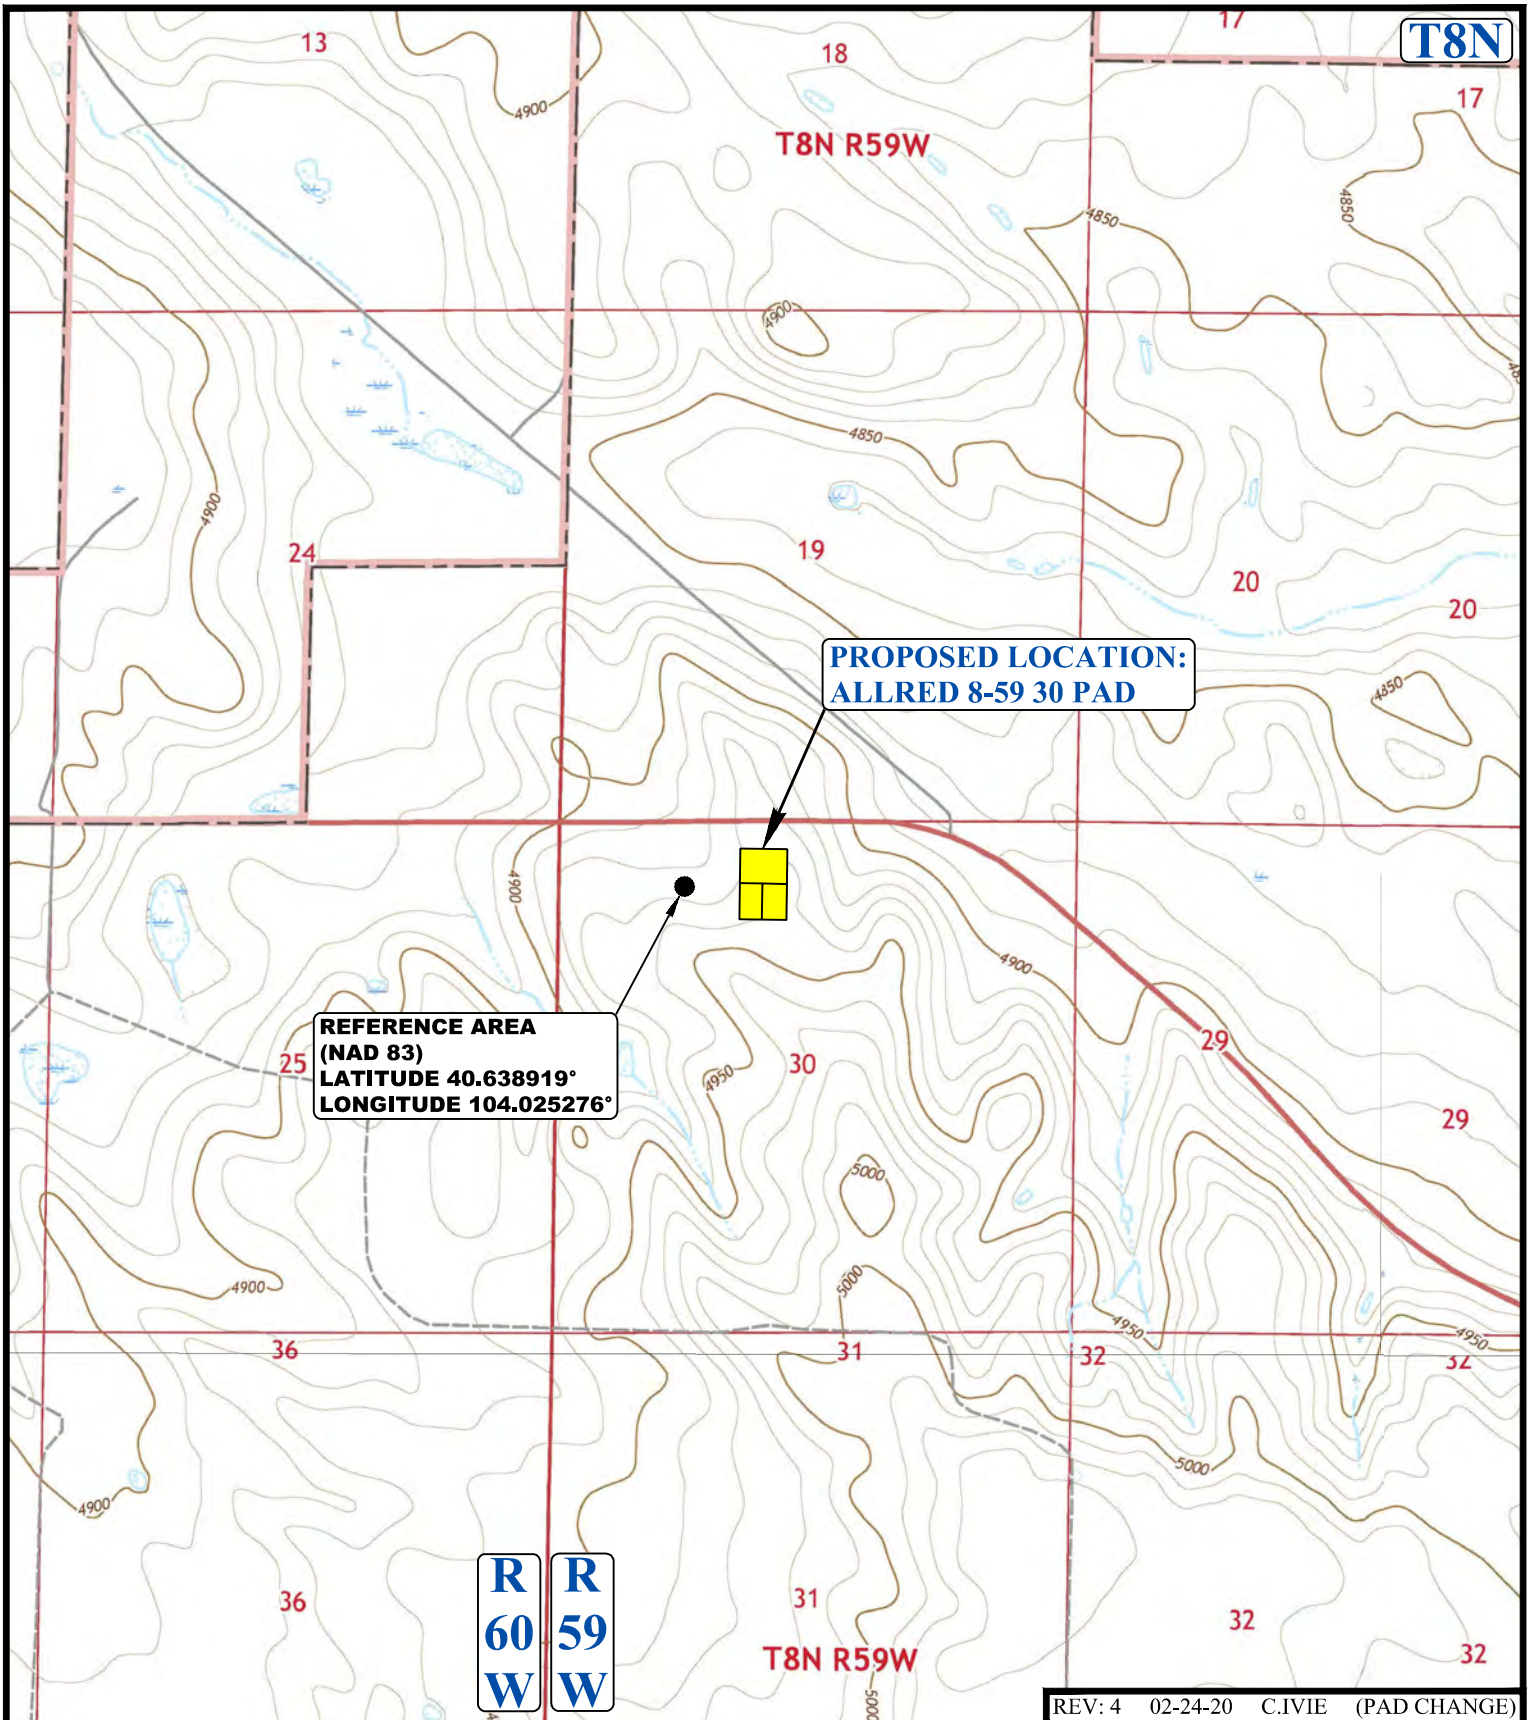 17
T8N
13
18
17
4900
T8N R59W
4850
4850
4900
4850
4900
24
19
20
20
PROPOSED LOCATION:
ALLRED 8-59 30 PAD
4850
4900
4900
REFERENCE AREA
(NAD 83)
LATITUDE 40.638919°
LONGITUDE 104.025276°
25
29
30
4950
29
5000
5000
4900
4950
4950
36
31
32
32
5000
4900
R
60
W
R
59
W
36
31
32
T8N R59W
32
5000
REV: 4 02-24-20 C.IVIE (PAD CHANGE)